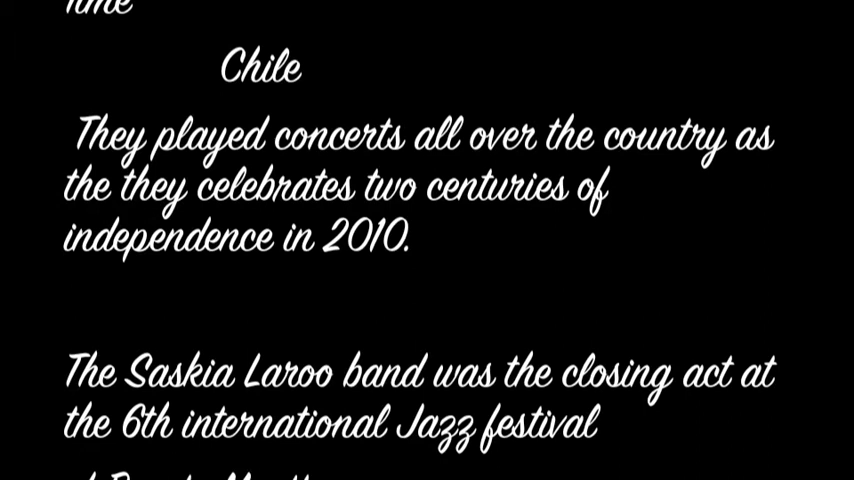 time
Chile
They played concerts all over the country as
the they celebrates two centuries of
independence in 2010.
The Saskia Laroo band was the closing act at
the 6th international Jazz festival